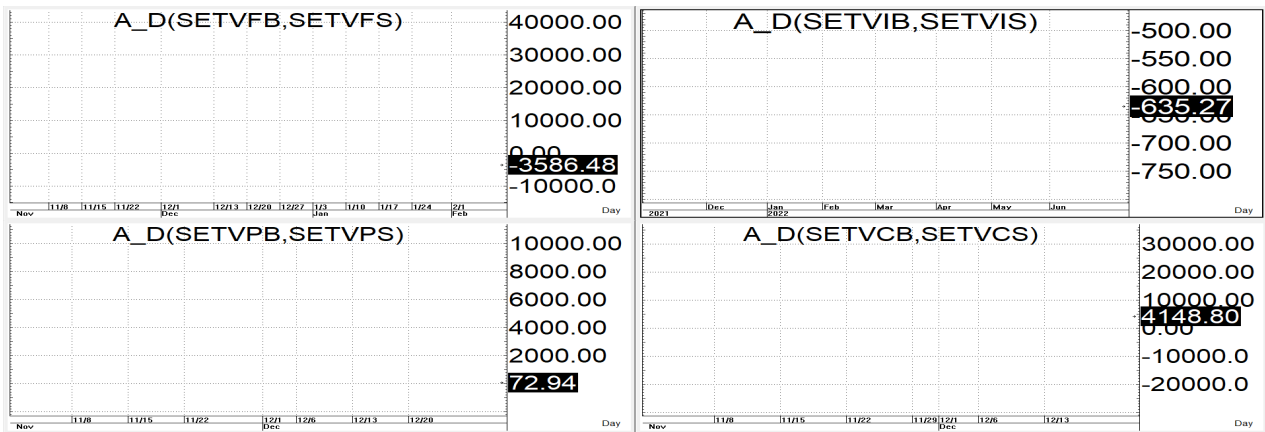 A_D(SETVFB,SETVFS)
40000.00
30000.00
20000.00
10000.00
0.00
-3586.48
-10000.0
11/8 11/15 11/22 12/1 12/13 12/20 12/27 1/3 1/10 1/17 1/24 2/1
Nov Dec Jan Feb
Day
A_D(SETVIB,SETVIS)
-500.00
-550.00
-600.00
-635.27
-650.00
-700.00
-750.00
Dec Jan Feb Mar Apr May Jun
2021 2022
Day
A_D(SETVPB,SETVPS)
10000.00
8000.00
6000.00
4000.00
2000.00
72.94
11/8 11/15 11/22 12/1 12/6 12/13 12/20
Nov Dec
Day
A_D(SETVCB,SETVCS)
30000.00
20000.00
10000.00
4148.80
0.00
-10000.0
-20000.0
11/8 11/15 11/22 11/29 12/1 12/6 12/13
Nov Dec
Day